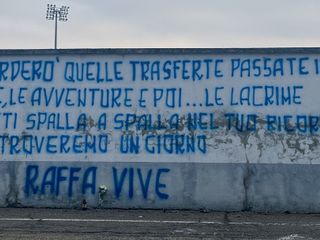 RDERO' QUELLE TRASFERTE PASSATE I
E, LE AVVENTURE E POI...LE LACRIME
TI SPALLA A SPALLA NEL TUO RICOR
TROVEREMO UN GIORNO
RAFFA VIVE